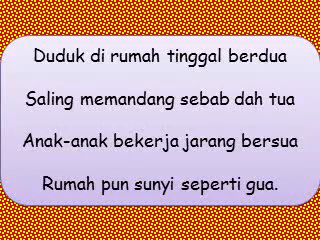 Duduk di rumah tinggal berdua
Saling memandang sebab dah tua
Anak-anak bekerja jarang bersua
Rumah pun sunyi seperti gua.